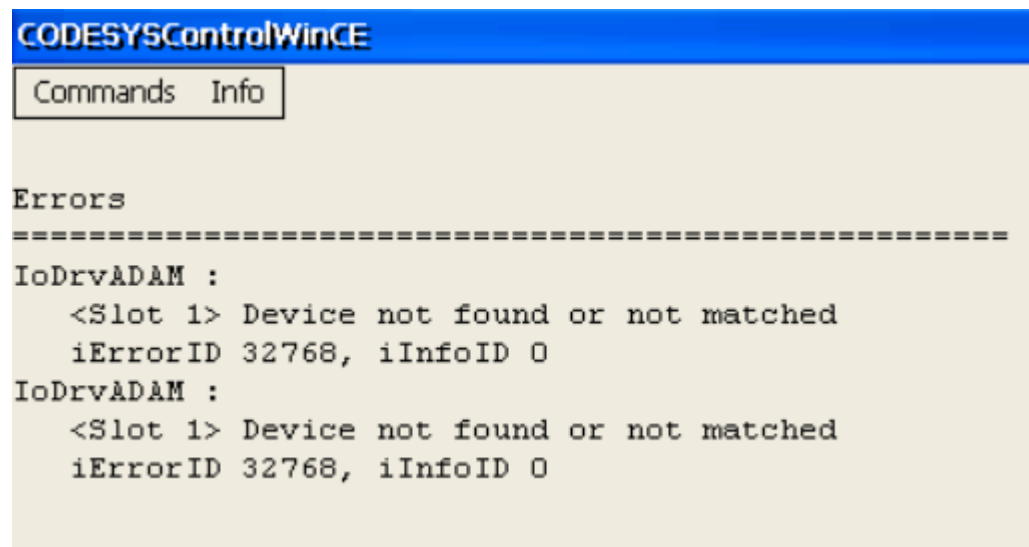 CODESYSControlWinCE
Commands Info
Errors
====================================================
IoDrvADAM :
<Slot 1> Device not found or not matched
iErrorID 32768, iInfoID 0
IoDrvADAM :
<Slot 1> Device not found or not matched
iErrorID 32768, iInfoID 0